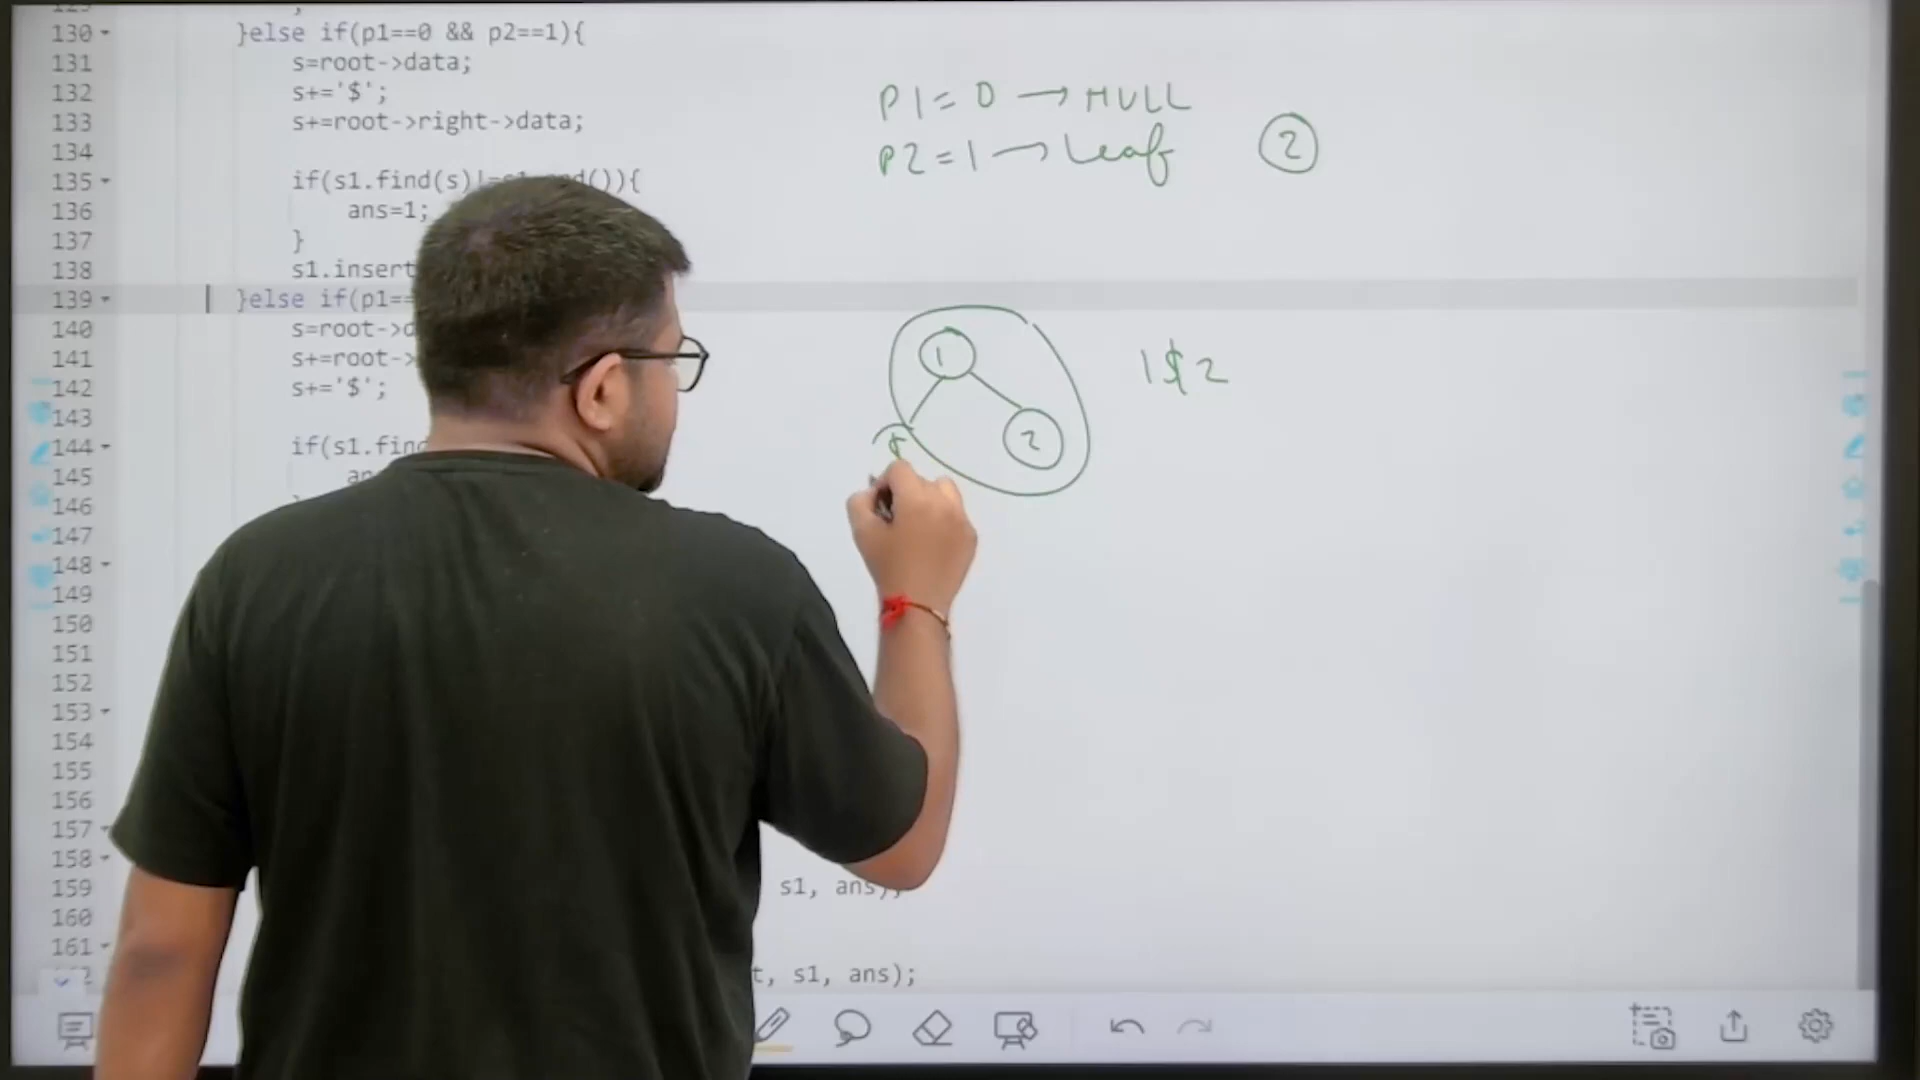 129
130 }else if(p1==0 && p2==1){
131 s=root->data;
132 s+='$';
133 s+=root->right->data;
134
135 if(s1.find(s)
136 ans=1;
137 }
138 s1.insert
139 }else if(p1==
140 s=root->d
141 s+=root->
142 s+='$';
143
144 if(s1.find
145 an
146
147
148
149
150
151
152
153
154
155
156
157
158
159 s1, ans);
160
161
t, s1, ans);
P1=0 → NULL
P2=1 → Leaf 2
1
1$2
2